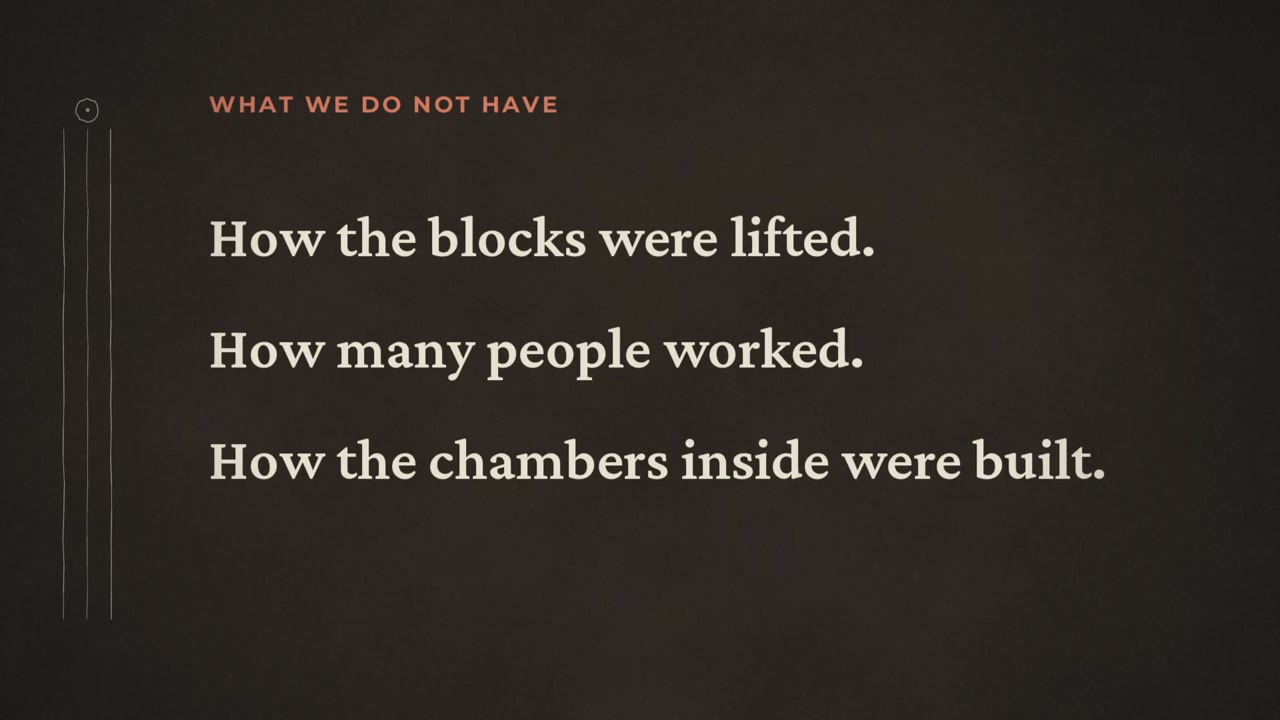 WHAT WE DO NOT HAVE
How the blocks were lifted.
How many people worked.
How the chambers inside were built.